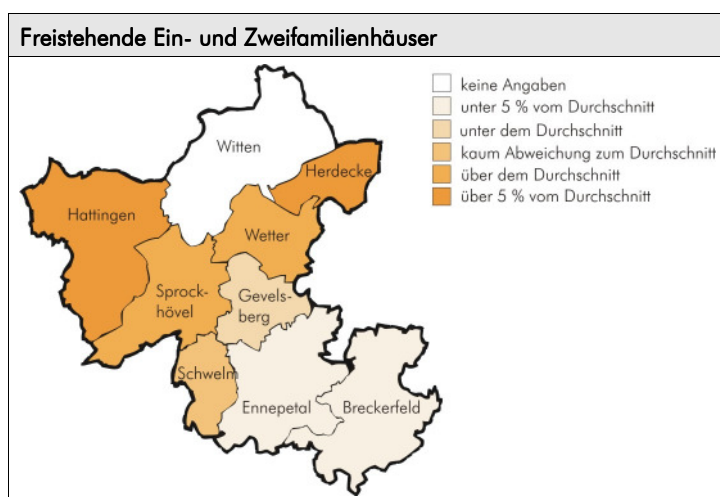 Freistehende Ein- und Zweifamilienhäuser
keine Angaben
unter 5 % vom Durchschnitt
unter dem Durchschnitt
kaum Abweichung zum Durchschnitt
über dem Durchschnitt
über 5 % vom Durchschnitt
Witten
Herdecke
Hattingen
Wetter
Sprock-
hövel
Gevels-
berg
Schwelm
Ennepetal
Breckerfeld